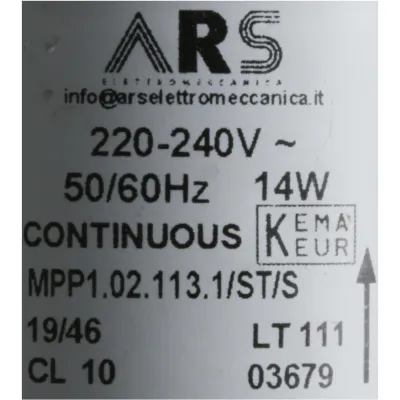 ARS
ELETTROMECCANICA
info@arselettromeccanica.it
220-240V ~
50/60Hz 14W
CONTINUOUS KEMA KEUR
MPP1.02.113.1/ST/S
19/46 LT 111
CL 10 03679